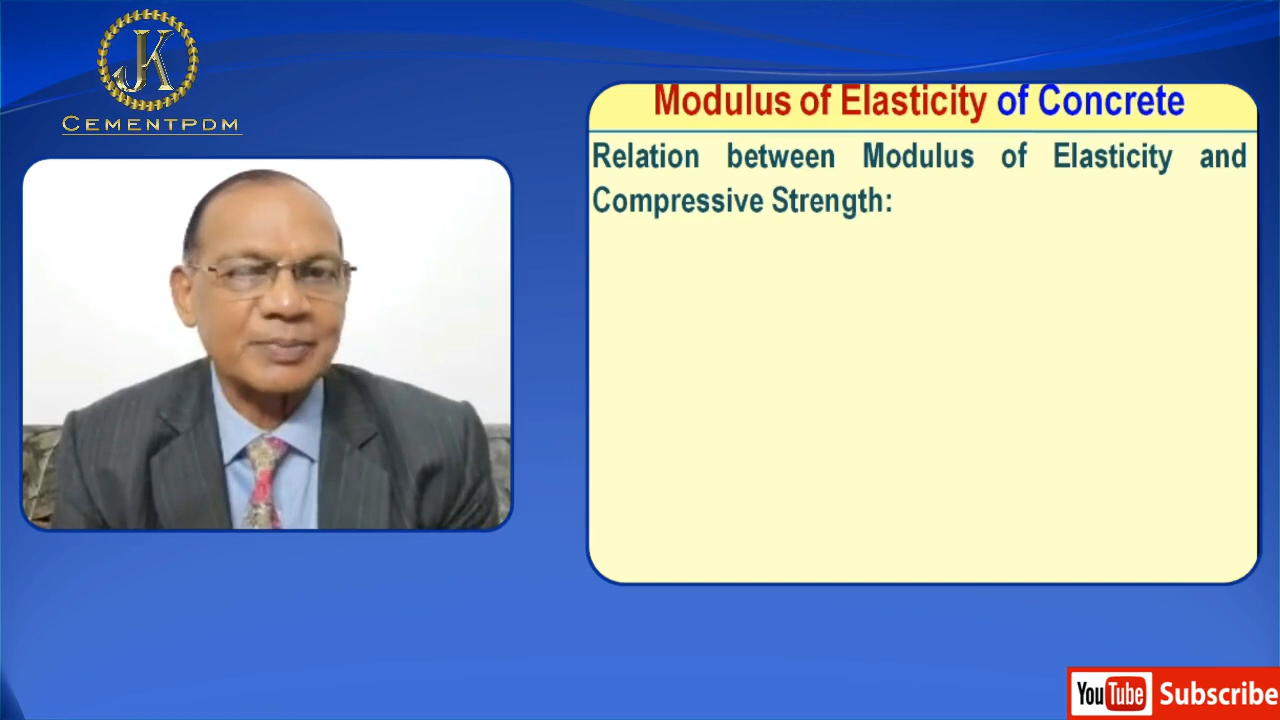 JK
CEMENTPDM
Modulus of Elasticity of Concrete
Relation between Modulus of Elasticity and
Compressive Strength:
YouTube Subscribe